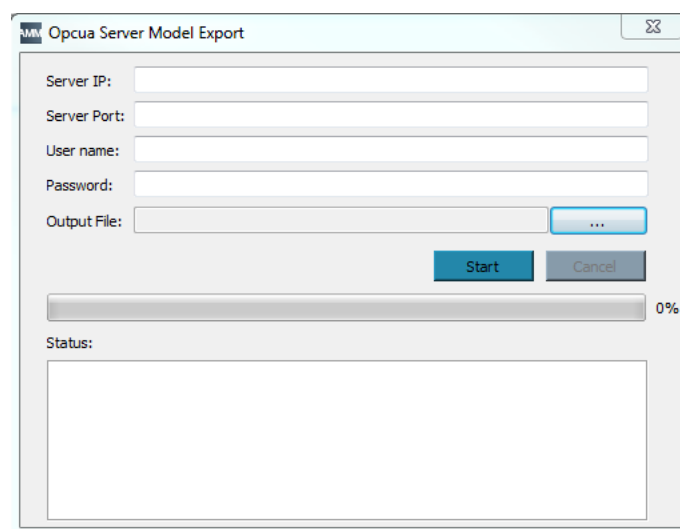 AMM Opcua Server Model Export
Server IP:
Server Port:
User name:
Password:
Output File: ...
Start Cancel
0%
Status: